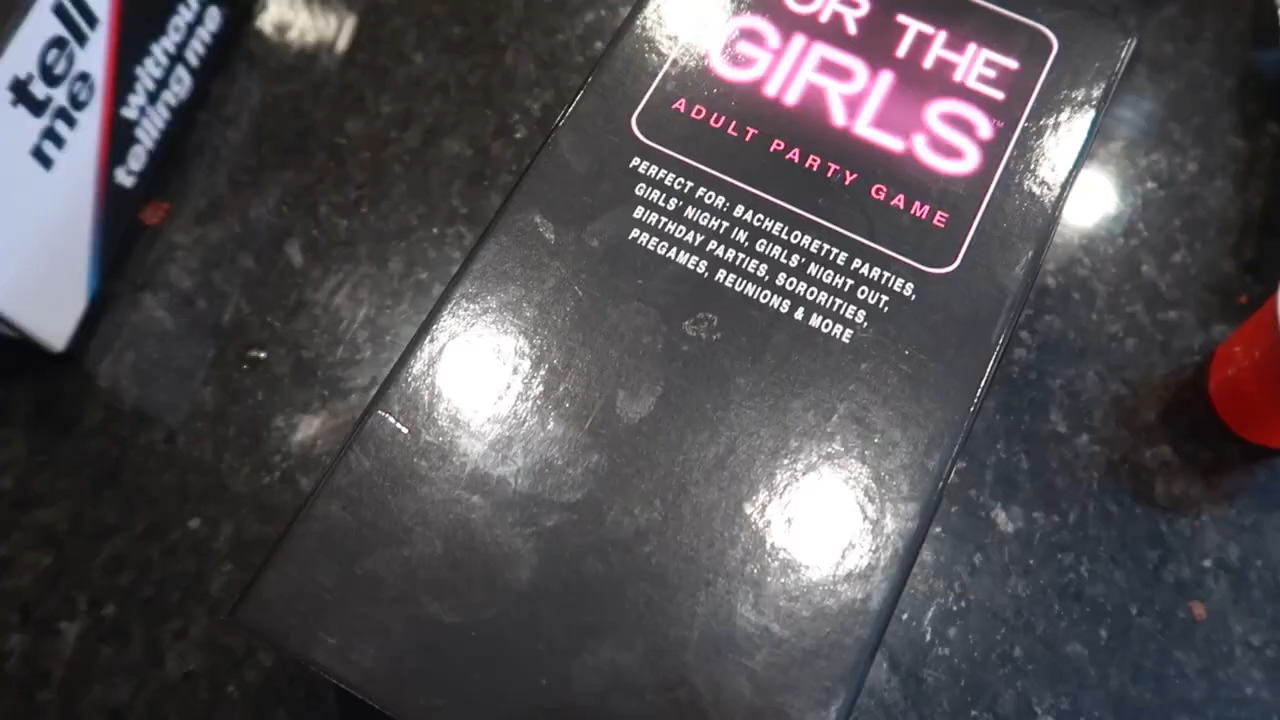 tell
me
without
telling me
OR THE
GIRLS™
ADULT PARTY GAME
PERFECT FOR: BACHELORETTE PARTIES,
GIRLS' NIGHT IN, GIRLS' NIGHT OUT,
BIRTHDAY PARTIES, SORORITIES,
PREGAMES, REUNIONS & MORE